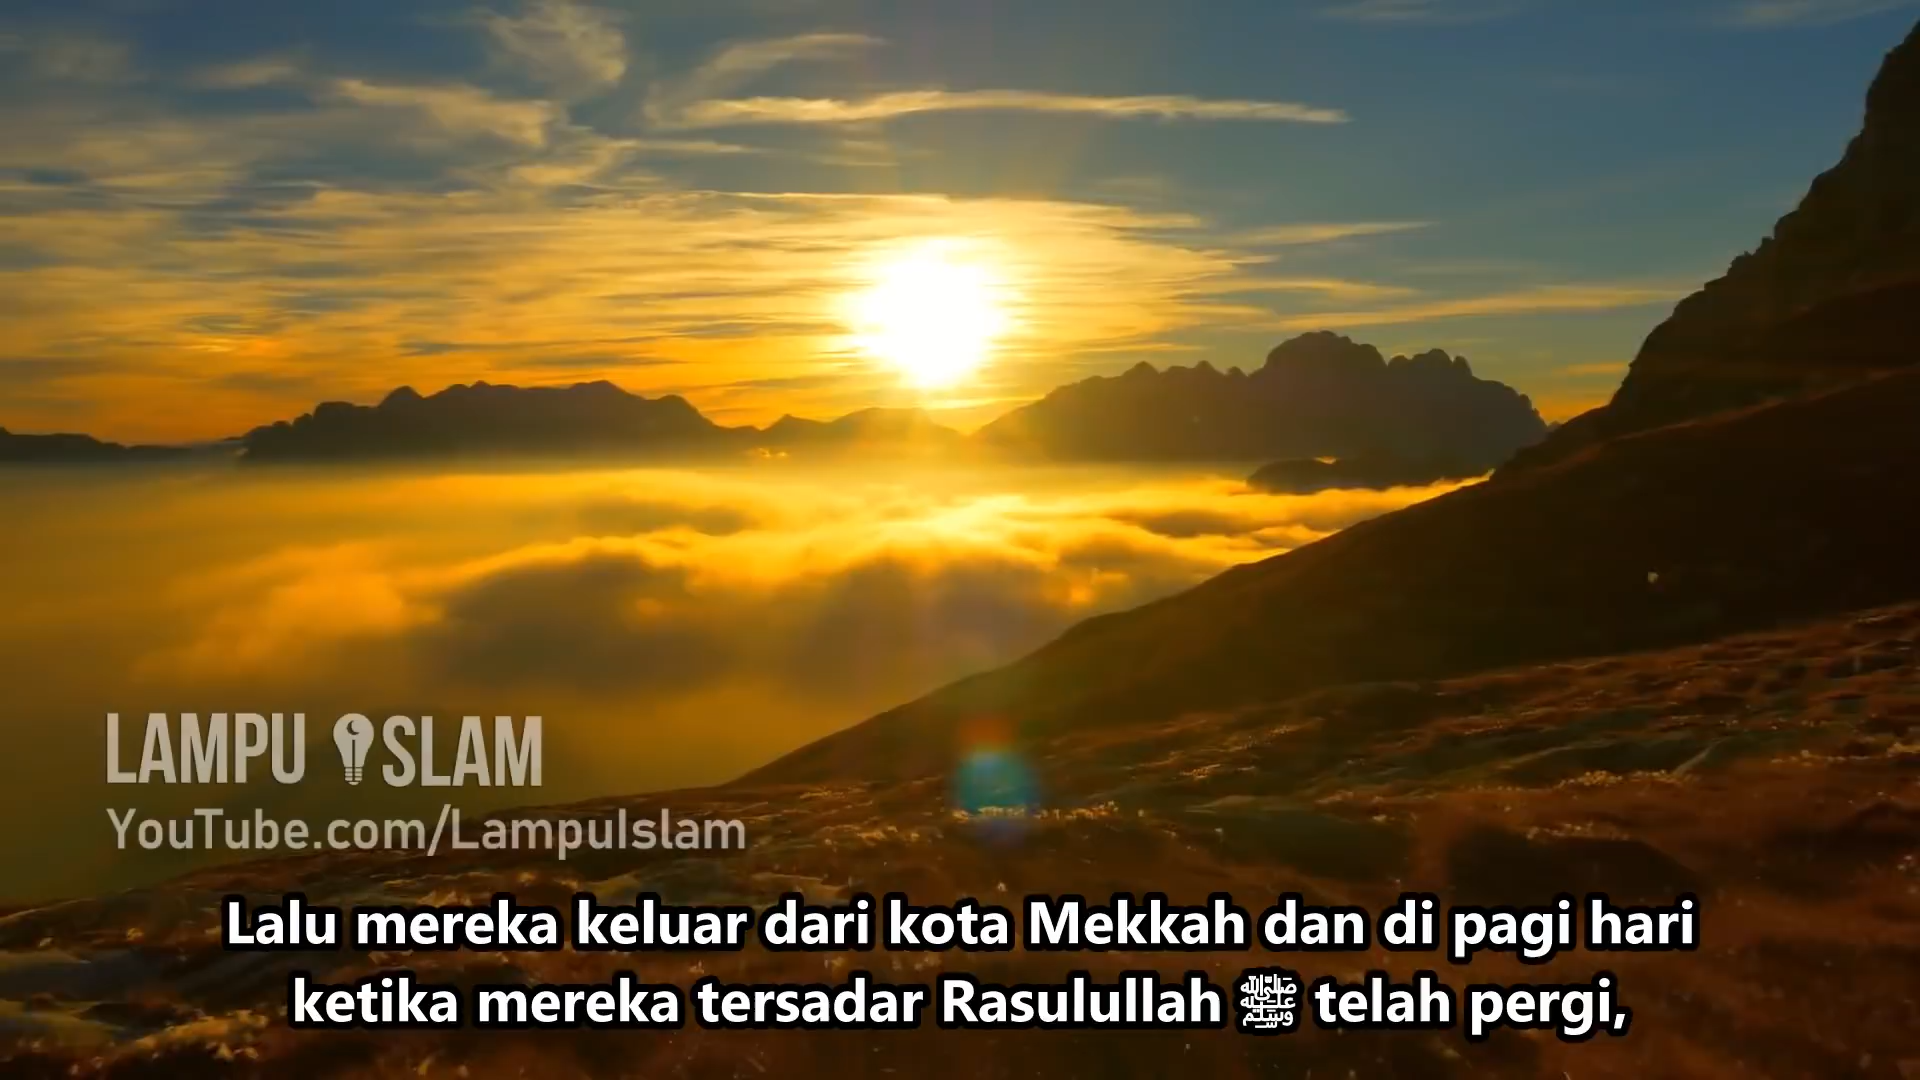 LAMPU ISLAM
YouTube.com/LampuIslam
Lalu mereka keluar dari kota Mekkah dan di pagi hari
ketika mereka tersadar Rasulullah ﷺ telah pergi,